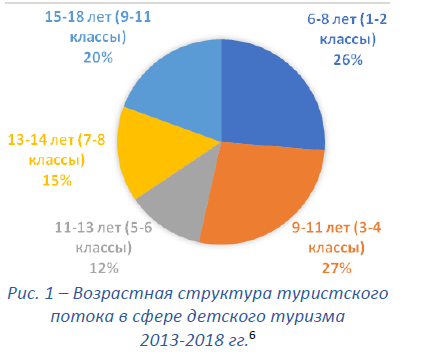 15-18 лет (9-11
классы)
20%
6-8 лет (1-2
классы)
26%
13-14 лет (7-8
классы)
15%
11-13 лет (5-6
классы)
12%
9-11 лет (3-4
классы)
27%
Рис. 1 – Возрастная структура туристского
потока в сфере детского туризма
2013-2018 гг.6